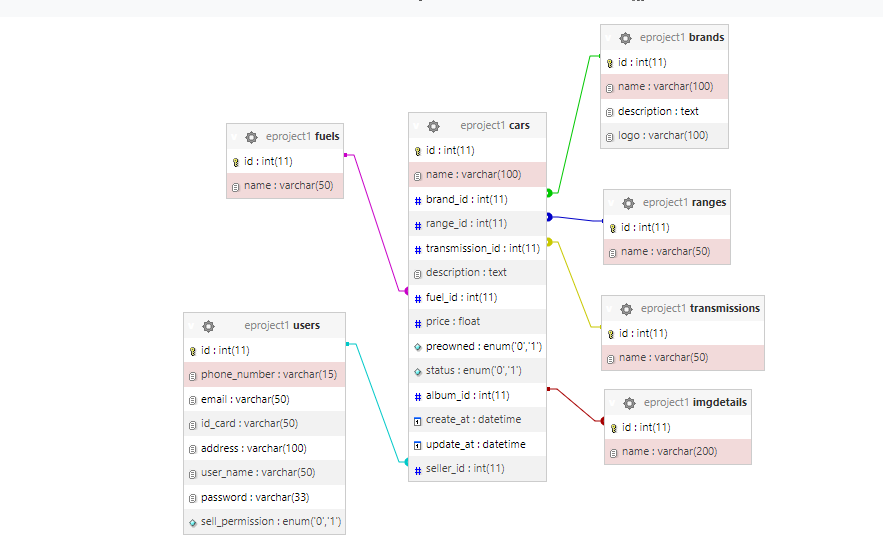 eproject1 brands
id : int(11)
name : varchar(100)
description : text
logo : varchar(100)
eproject1 fuels
id : int(11)
name : varchar(50)
eproject1 cars
id : int(11)
name : varchar(100)
brand_id : int(11)
range_id : int(11)
transmission_id : int(11)
description : text
fuel_id : int(11)
price : float
preowned : enum('0','1')
status : enum('0','1')
album_id : int(11)
create_at : datetime
update_at : datetime
seller_id : int(11)
eproject1 ranges
id : int(11)
name : varchar(50)
eproject1 transmissions
id : int(11)
name : varchar(50)
eproject1 users
id : int(11)
phone_number : varchar(15)
email : varchar(50)
id_card : varchar(50)
address : varchar(100)
user_name : varchar(50)
password : varchar(33)
sell_permission : enum('0','1')
eproject1 imgdetails
id : int(11)
name : varchar(200)